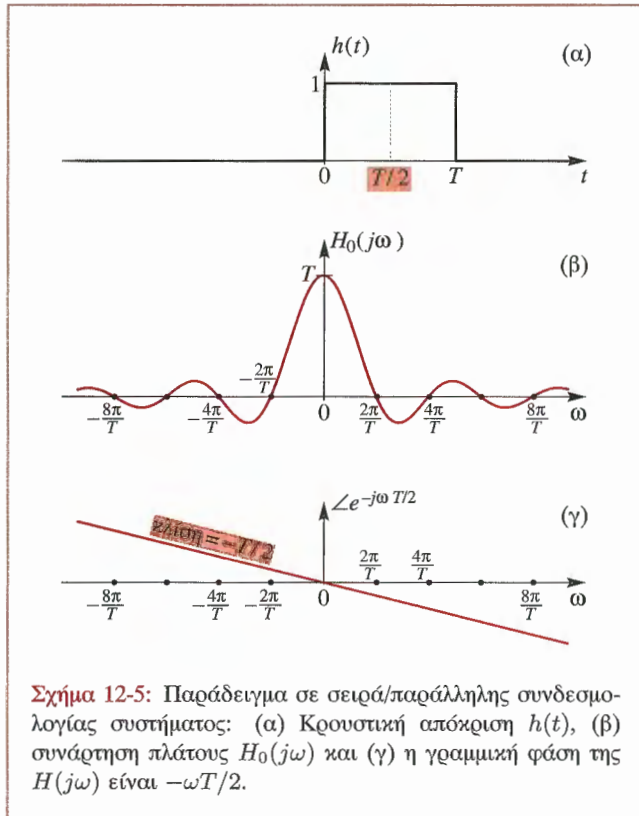 h(t)
(α)
1
0 T/2 T t
H₀(jω)
(β)
T
−2π/T
−8π/T −4π/T 0 2π/T 4π/T 8π/T ω
∠e^{−jω T/2}
(γ)
κλίση = −T/2
2π/T 4π/T
−8π/T −4π/T −2π/T 0 8π/T ω
Σχήμα 12-5: Παράδειγμα σε σειρά/παράλληλης συνδεσμο-
λογίας συστήματος: (α) Κρουστική απόκριση h(t), (β)
συνάρτηση πλάτους H₀(jω) και (γ) η γραμμική φάση της
H(jω) είναι −ωT/2.